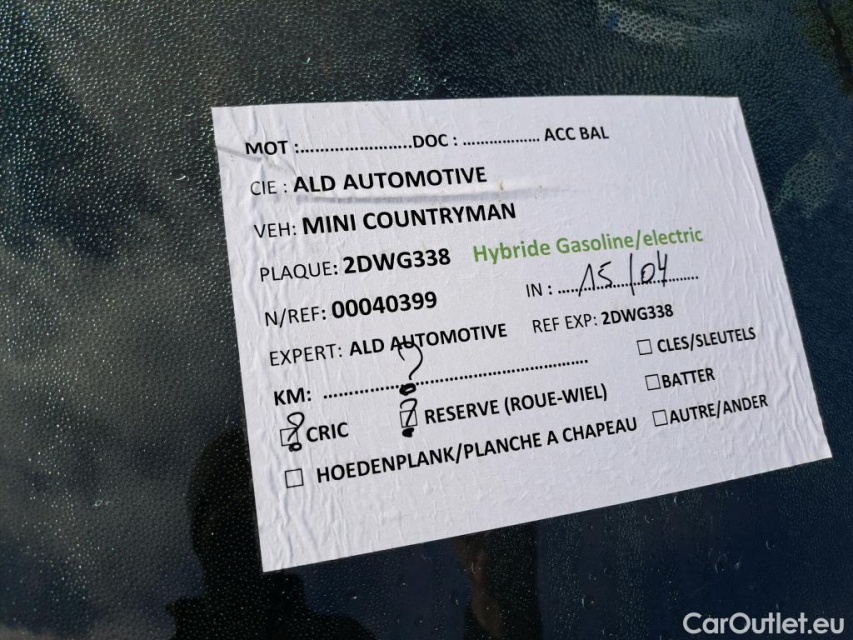 MOT :......................DOC : ............... ACC BAL
CIE : ALD AUTOMOTIVE
VEH: MINI COUNTRYMAN
PLAQUE: 2DWG338 Hybride Gasoline/electric
N/REF: 00040399 IN : ....15/04......
EXPERT: ALD AUTOMOTIVE REF EXP: 2DWG338
KM: ...............?.................................... ☐ CLES/SLEUTELS
☐ ? CRIC ☐ ? RESERVE (ROUE-WIEL) ☐ BATTER
☐ HOEDENPLANK/PLANCHE A CHAPEAU ☐ AUTRE/ANDER
CarOutlet.eu